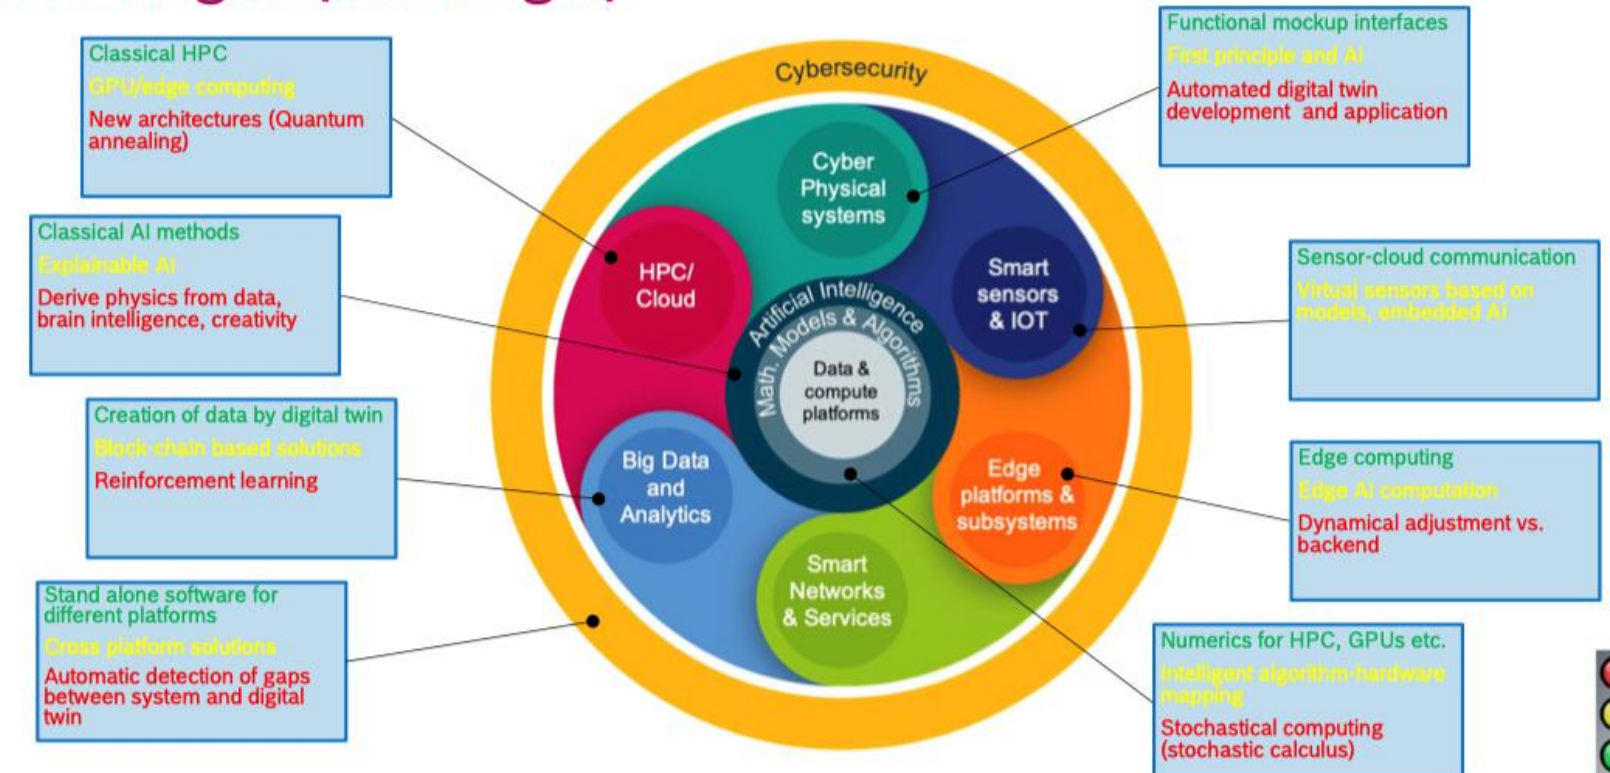 Classical HPC
GPU/edge computing
New architectures (Quantum
annealing)
Classical AI methods
Explainable AI
Derive physics from data,
brain intelligence, creativity
Creation of data by digital twin
Block-chain based solutions
Reinforcement learning
Stand alone software for
different platforms
Cross platform solutions
Automatic detection of gaps
between system and digital
twin
Cybersecurity
Cyber
Physical
systems
HPC/
Cloud
Smart
sensors
& IOT
Artificial Intelligence
Math. Models & Algorithms
Data &
compute
platforms
Big Data
and
Analytics
Edge
platforms &
subsystems
Smart
Networks
& Services
Functional mockup interfaces
First principle and AI
Automated digital twin
development and application
Sensor-cloud communication
Virtual sensors based on
models, embedded AI
Edge computing
Edge AI computation
Dynamical adjustment vs.
backend
Numerics for HPC, GPUs etc.
Intelligent algorithm-hardware
mapping
Stochastical computing
(stochastic calculus)